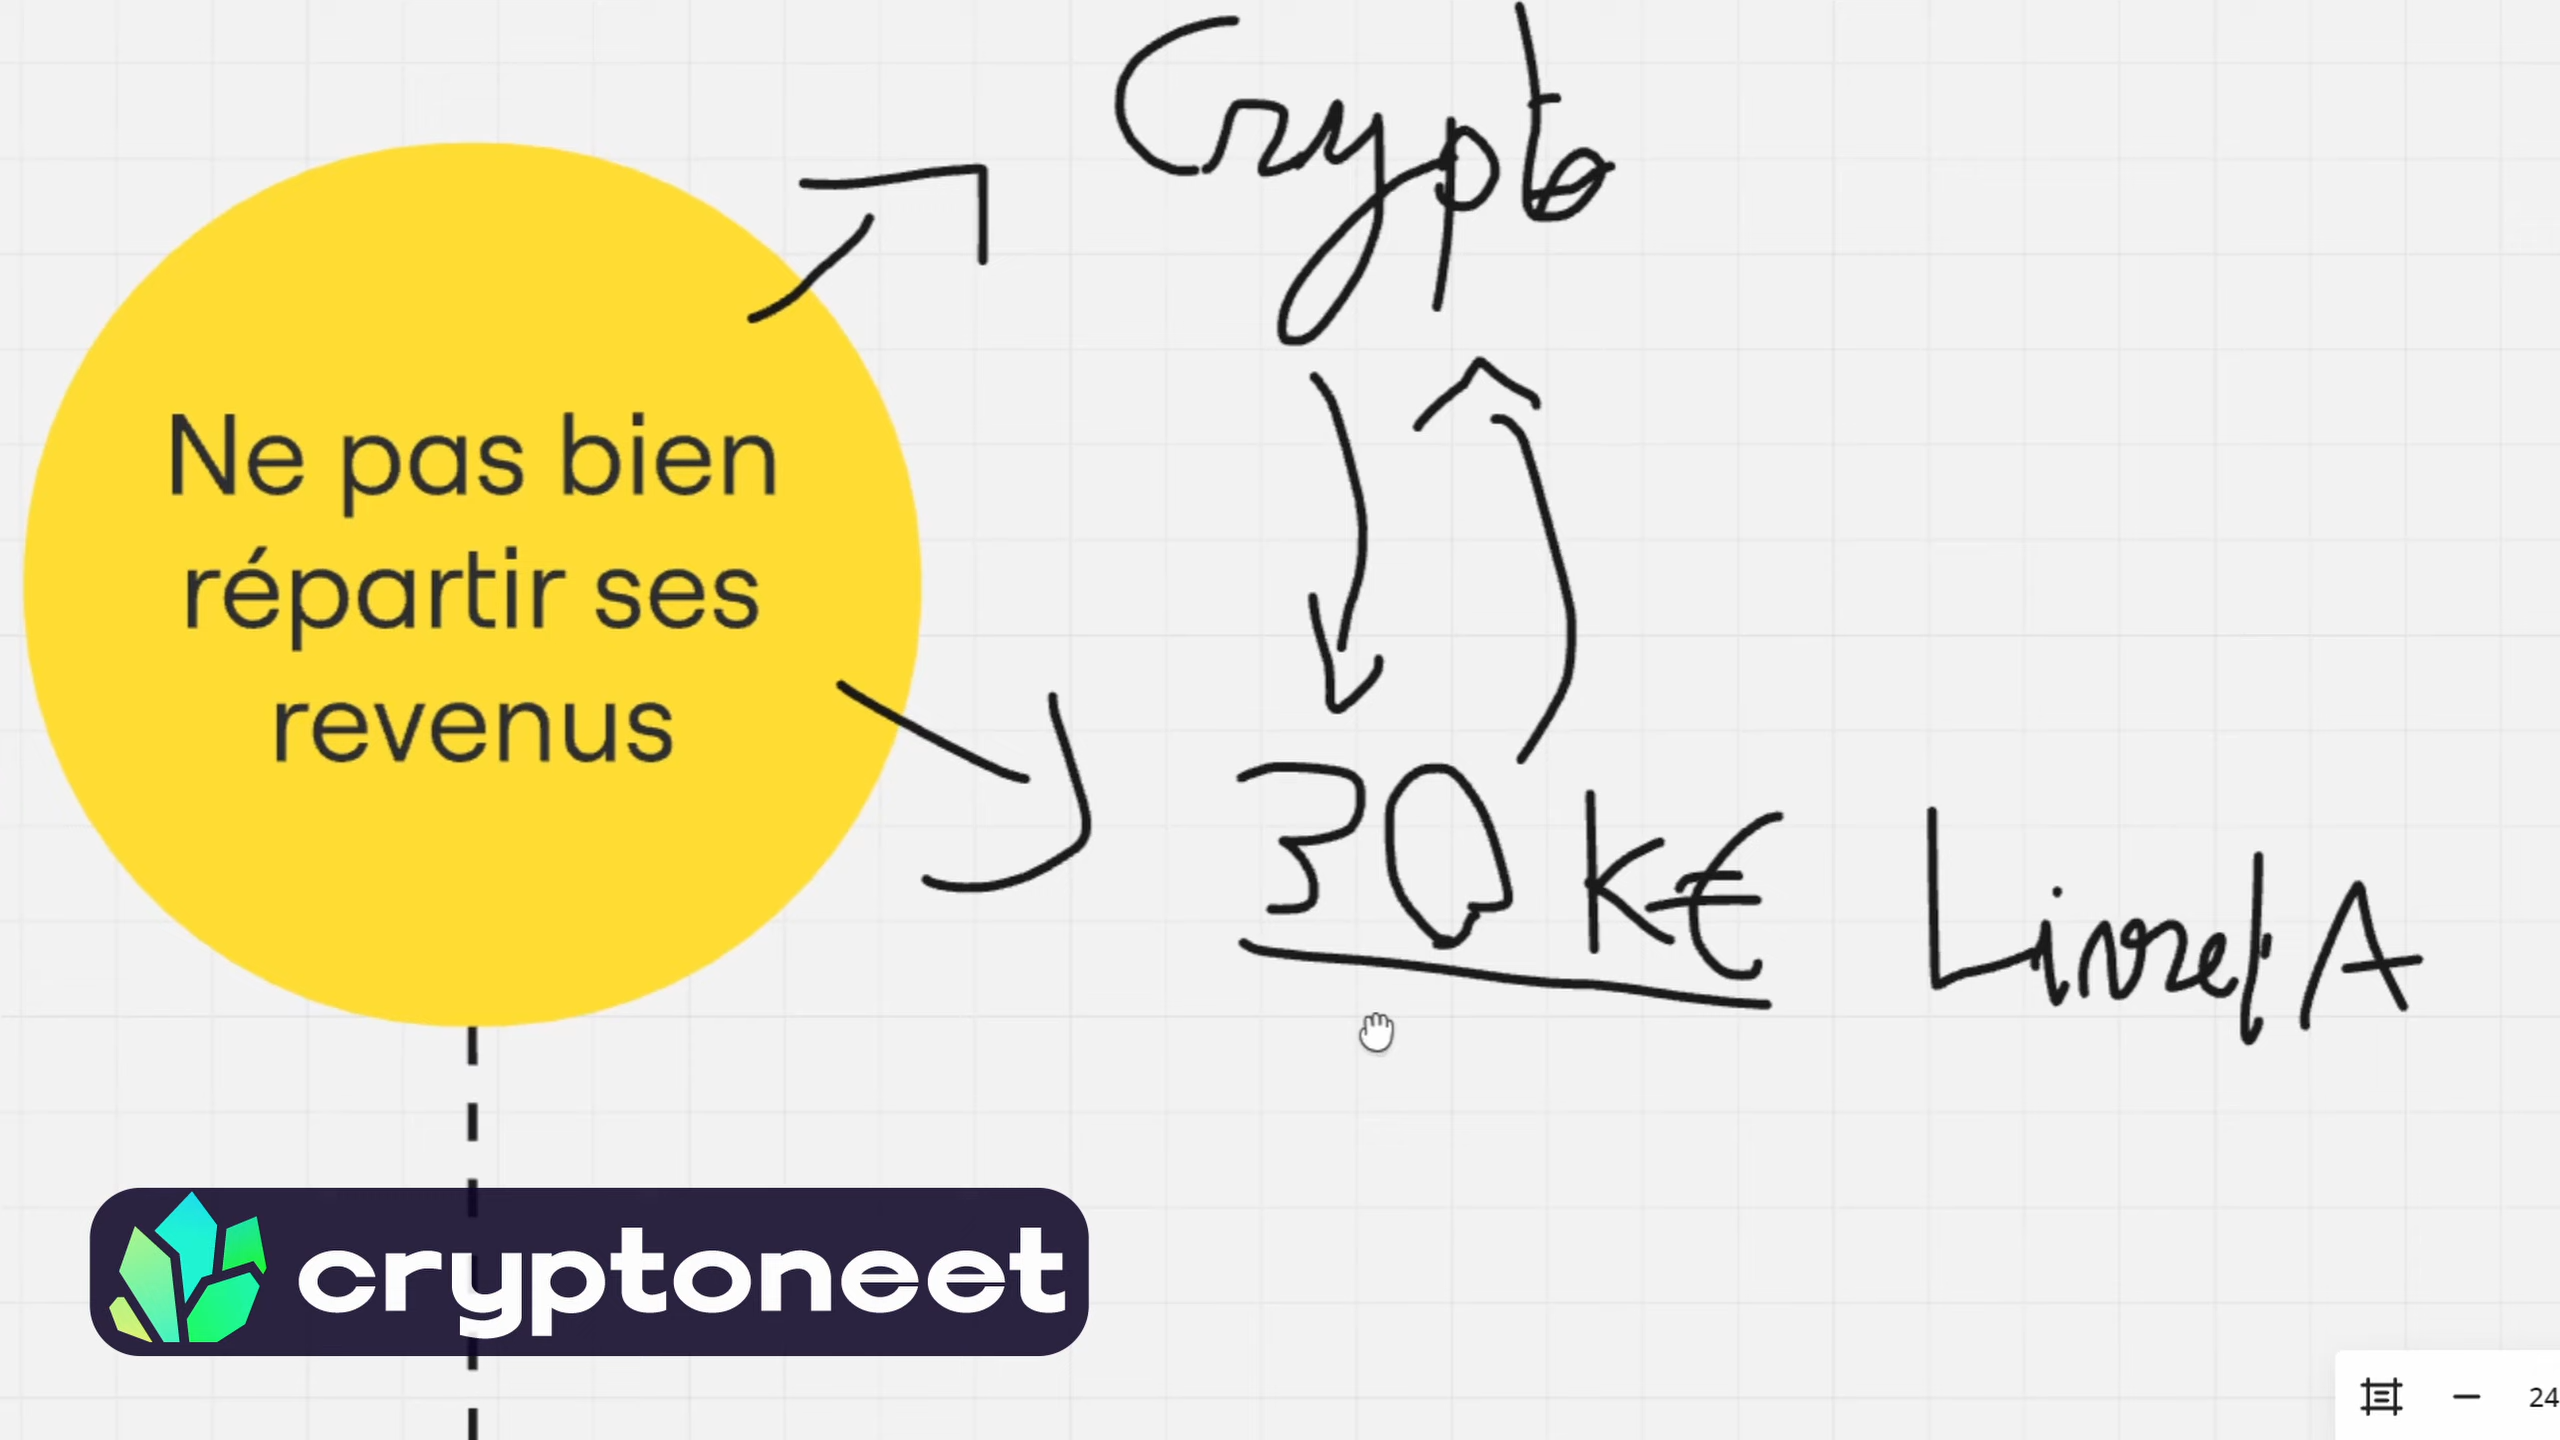 Crypto
Ne pas bien
répartir ses
revenus
30 k€ Livret A
cryptoneet
24